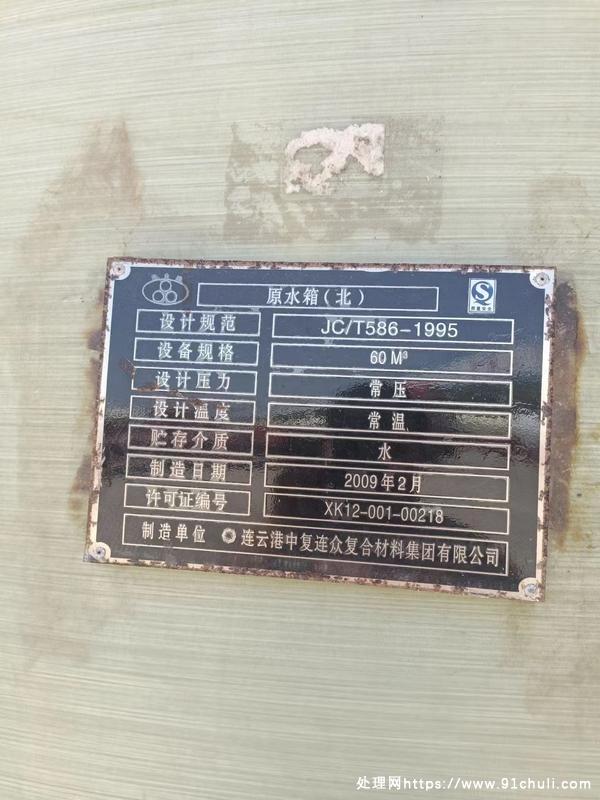 原水箱(北)
设计规范 JC/T586-1995
设备规格 60 M³
设计压力 常压
设计温度 常温
贮存介质 水
制造日期 2009年2月
许可证编号 XK12-001-00218
制造单位 连云港中复连众复合材料集团有限公司
处理网https://www.91chuli.com